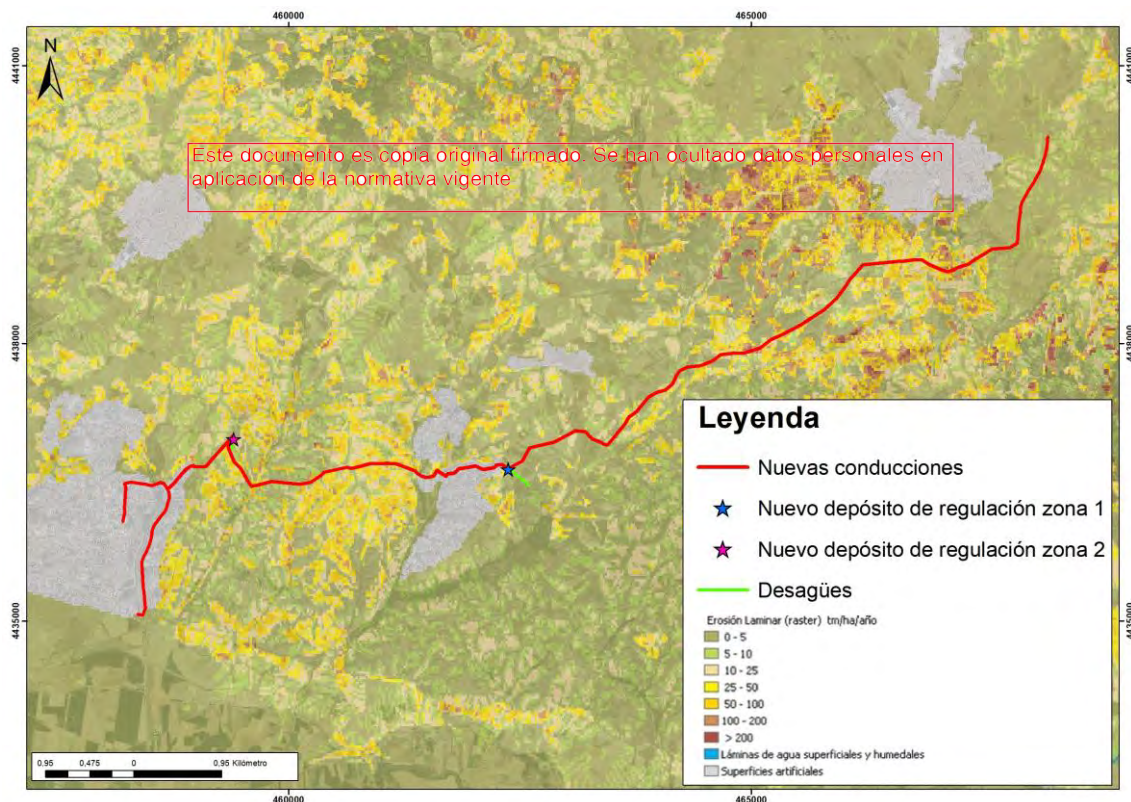 460000
465000
N
4441000
4441000
Este documento es copia original firmado. Se han ocultado datos personales en
aplicación de la normativa vigente
4438000
4438000
Leyenda
Nuevas conducciones
Nuevo depósito de regulación zona 1
Nuevo depósito de regulación zona 2
Desagües
4435000
4435000
Erosión Laminar (raster) tm/ha/año
0 - 5
5 - 10
10 - 25
25 - 50
50 - 100
100 - 200
> 200
Láminas de agua superficiales y humedales
Superficies artificiales
0,95 0,475 0 0,95 Kilómetro
460000
465000